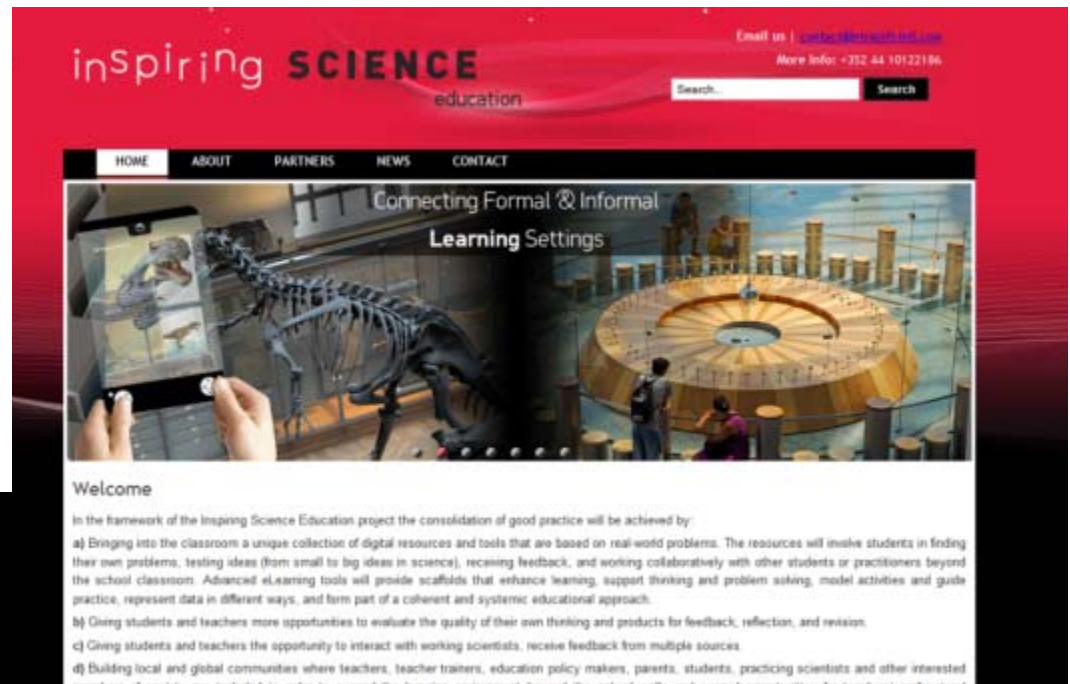 inspiring SCIENCE
education
Email us |
More Info: +352 44 10122186
Search...
Search
HOME ABOUT PARTNERS NEWS CONTACT
Connecting Formal & Informal
Learning Settings
Welcome
In the framework of the Inspiring Science Education project the consolidation of good practice will be achieved by:
a) Bringing into the classroom a unique collection of digital resources and tools that are based on real-world problems. The resources will involve students in finding
their own problems, testing ideas (from small to big ideas in science), receiving feedback, and working collaboratively with other students or practitioners beyond
the school classroom. Advanced eLearning tools will provide scaffolds that enhance learning, support thinking and problem solving, model activities and guide
practice, represent data in different ways, and form part of a coherent and systemic educational approach.
b) Giving students and teachers more opportunities to evaluate the quality of their own thinking and products for feedback, reflection, and revision.
c) Giving students and teachers the opportunity to interact with working scientists, receive feedback from multiple sources.
d) Building local and global communities where teachers, teacher trainers, education policy makers, parents, students, practicing scientists and other interested